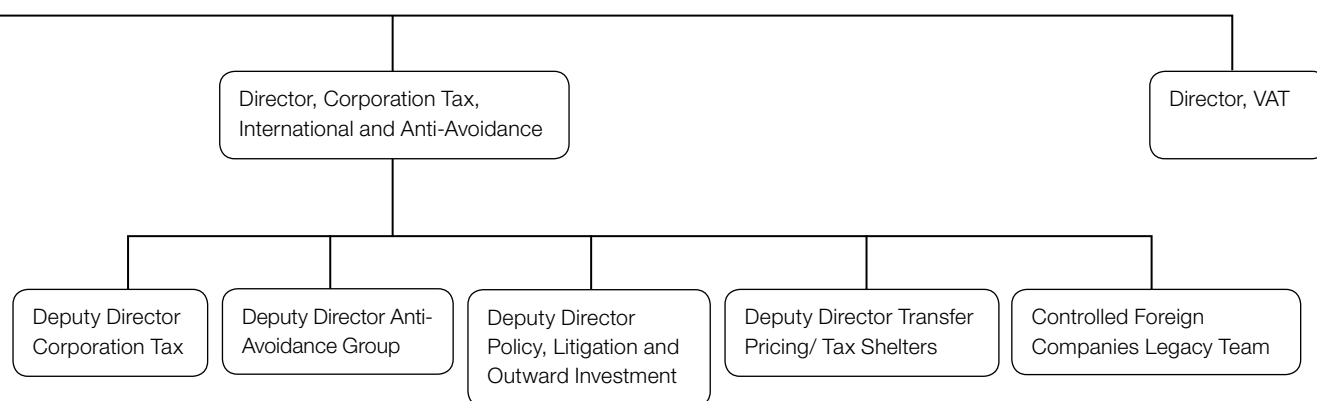 Director, Corporation Tax,
International and Anti-Avoidance
Director, VAT
Deputy Director
Corporation Tax
Deputy Director Anti-
Avoidance Group
Deputy Director
Policy, Litigation and
Outward Investment
Deputy Director Transfer
Pricing/ Tax Shelters
Controlled Foreign
Companies Legacy Team